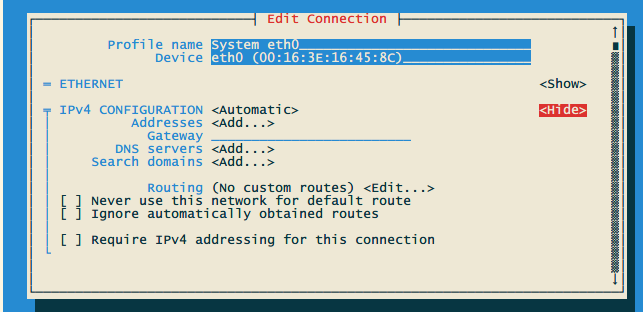 Edit Connection
Profile name System eth0
Device eth0 (00:16:3E:16:45:8C)
ETHERNET <Show>
IPv4 CONFIGURATION <Automatic> <Hide>
Addresses <Add...>
Gateway
DNS servers <Add...>
Search domains <Add...>
Routing (No custom routes) <Edit...>
[ ] Never use this network for default route
[ ] Ignore automatically obtained routes
[ ] Require IPv4 addressing for this connection